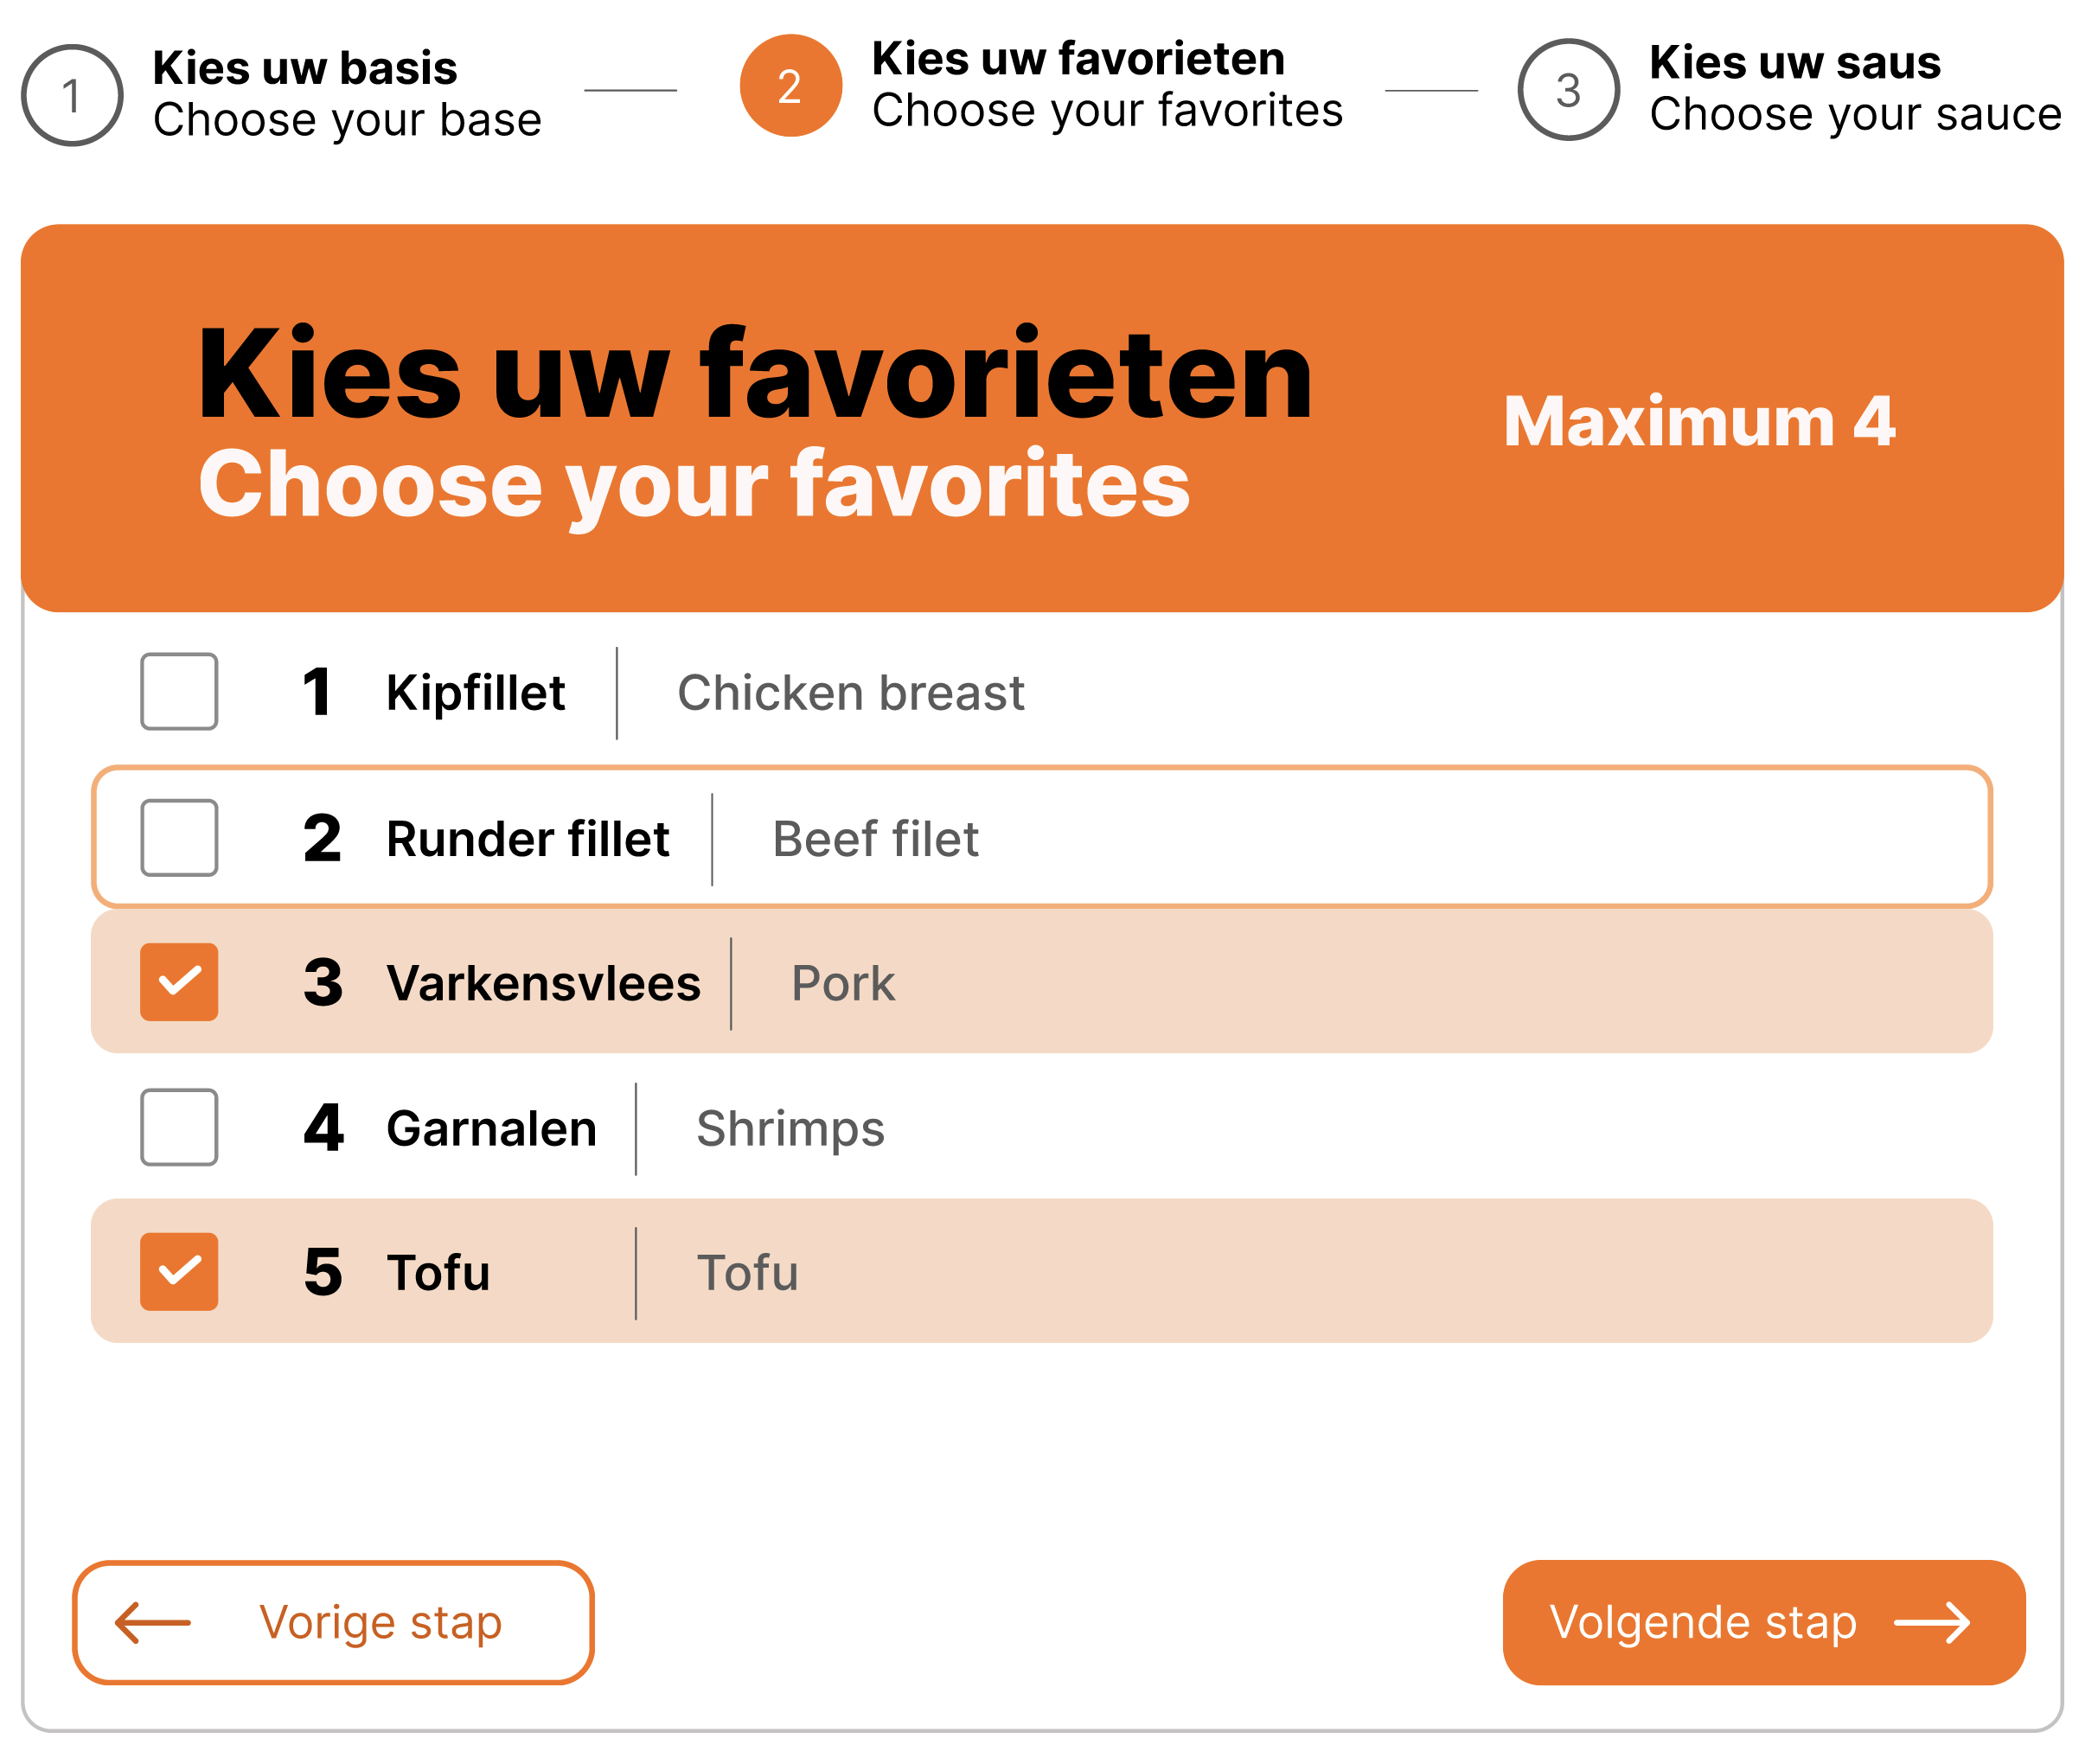 1
Kies uw basis
Choose your base
2
Kies uw favorieten
Choose your favorites
3
Kies uw saus
Choose your sauce
Kies uw favorieten
Choose your favorites
Maximum 4
1 Kipfillet Chicken breast
2 Runder fillet Beef filet
3 Varkensvlees Pork
4 Garnalen Shrimps
5 Tofu Tofu
Vorige stap
Volgende stap